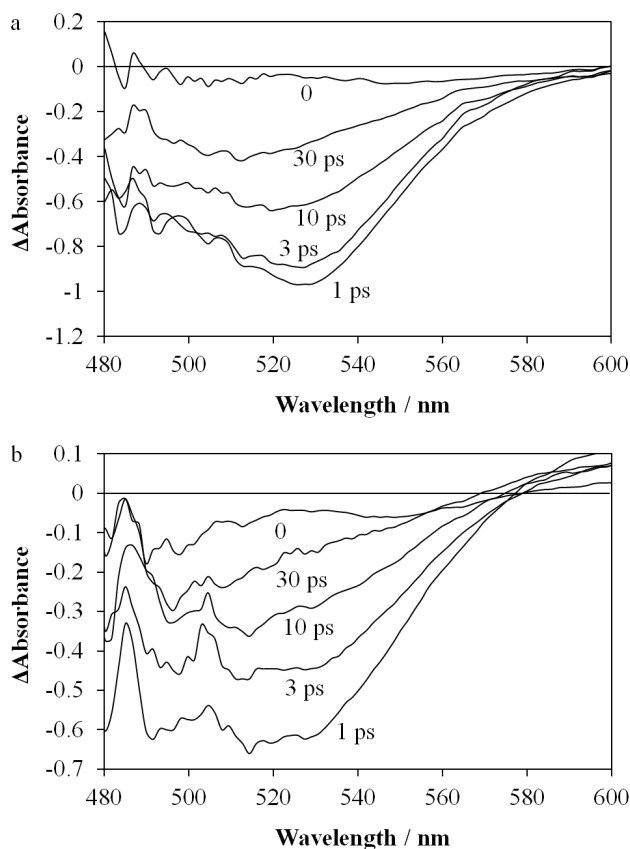 a
0.2
0
-0.2
-0.4
-0.6
-0.8
-1
-1.2
ΔAbsorbance
0
30 ps
10 ps
3 ps
1 ps
480 500 520 540 560 580 600
Wavelength / nm
b
0.1
0
-0.1
-0.2
-0.3
-0.4
-0.5
-0.6
-0.7
ΔAbsorbance
0
30 ps
10 ps
3 ps
1 ps
480 500 520 540 560 580 600
Wavelength / nm